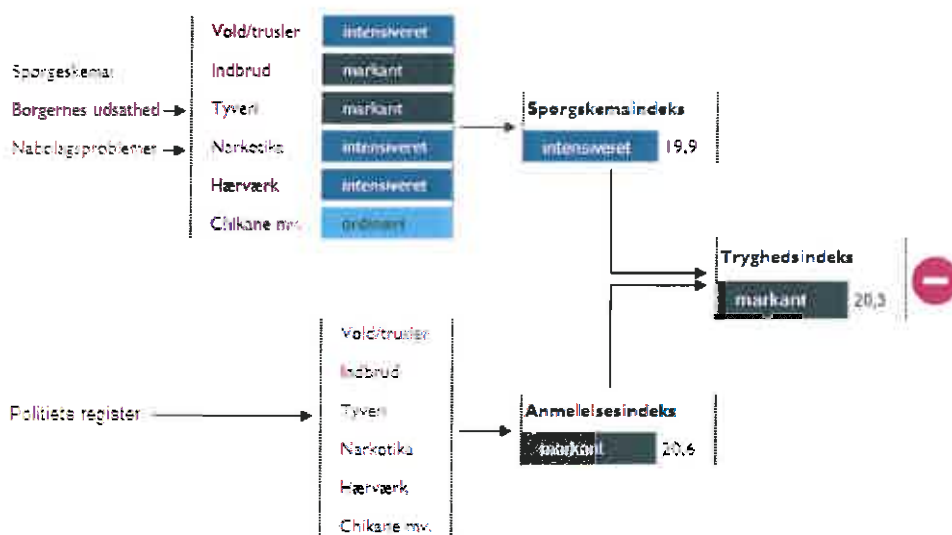 Vold/trusler
intensiveret
Indbrud
markant
Tyveri
markant
Narkotika
intensiveret
Hærværk
intensiveret
Chikane mv.
ordinært
Spørgeskema:
Borgernes udsathed
Nabolagsproblemer
Spørgskemaindeks
intensiveret 19,9
Tryghedsindeks
markant 20,3
Politiets register
Vold/trusler
Indbrud
Tyveri
Narkotika
Hærværk
Chikane mv.
Anmelelsesindeks
markant 20,6